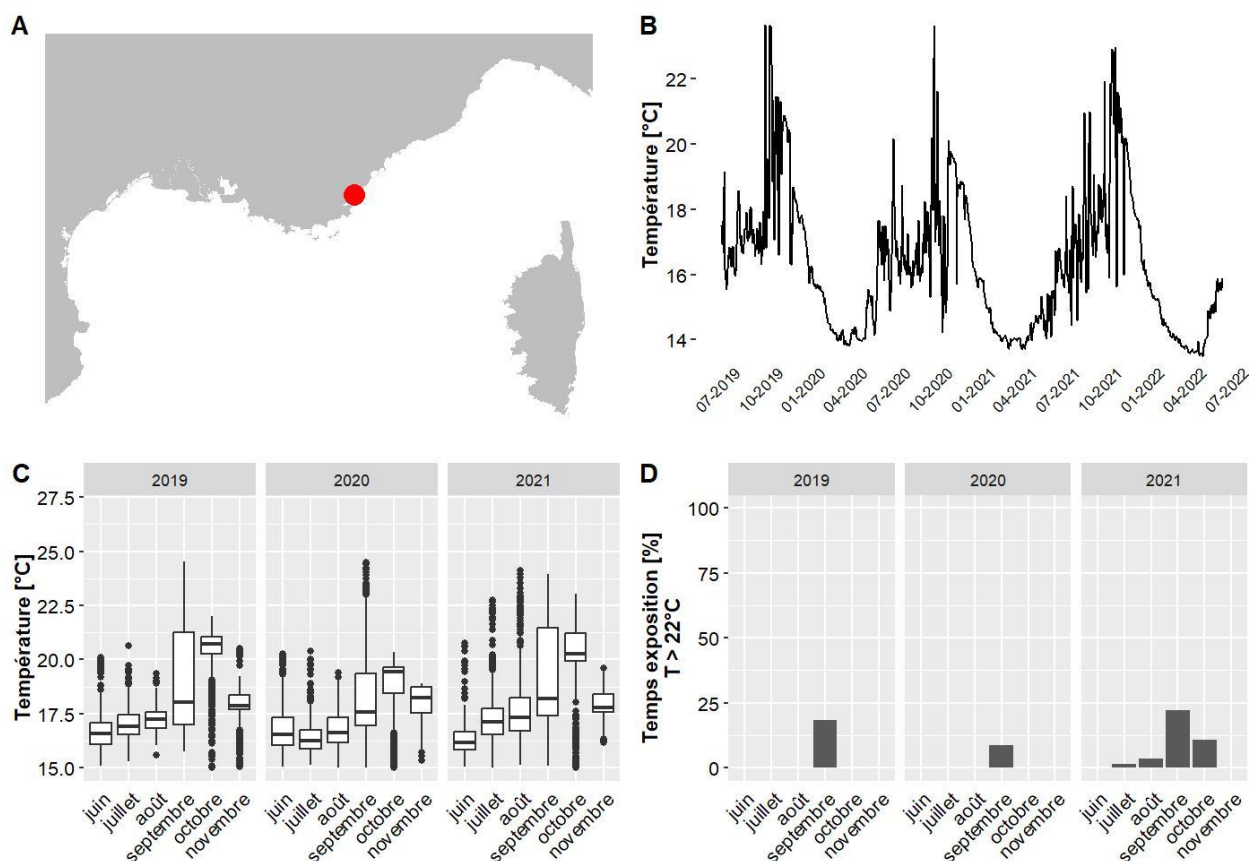 A
B
Température [°C]
22
20
18
16
14
07-2019
10-2019
01-2020
04-2020
07-2020
10-2020
01-2021
04-2021
07-2021
10-2021
01-2022
04-2022
07-2022
C
2019
2020
2021
Température [°C]
27.5
25.0
22.5
20.0
17.5
15.0
juin
juillet
août
septembre
octobre
novembre
juin
juillet
août
septembre
octobre
novembre
juin
juillet
août
septembre
octobre
novembre
D
2019
2020
2021
Temps exposition [%]
T > 22°C
100
75
50
25
0
juin
juillet
août
septembre
octobre
novembre
juin
juillet
août
septembre
octobre
novembre
juin
juillet
août
septembre
octobre
novembre